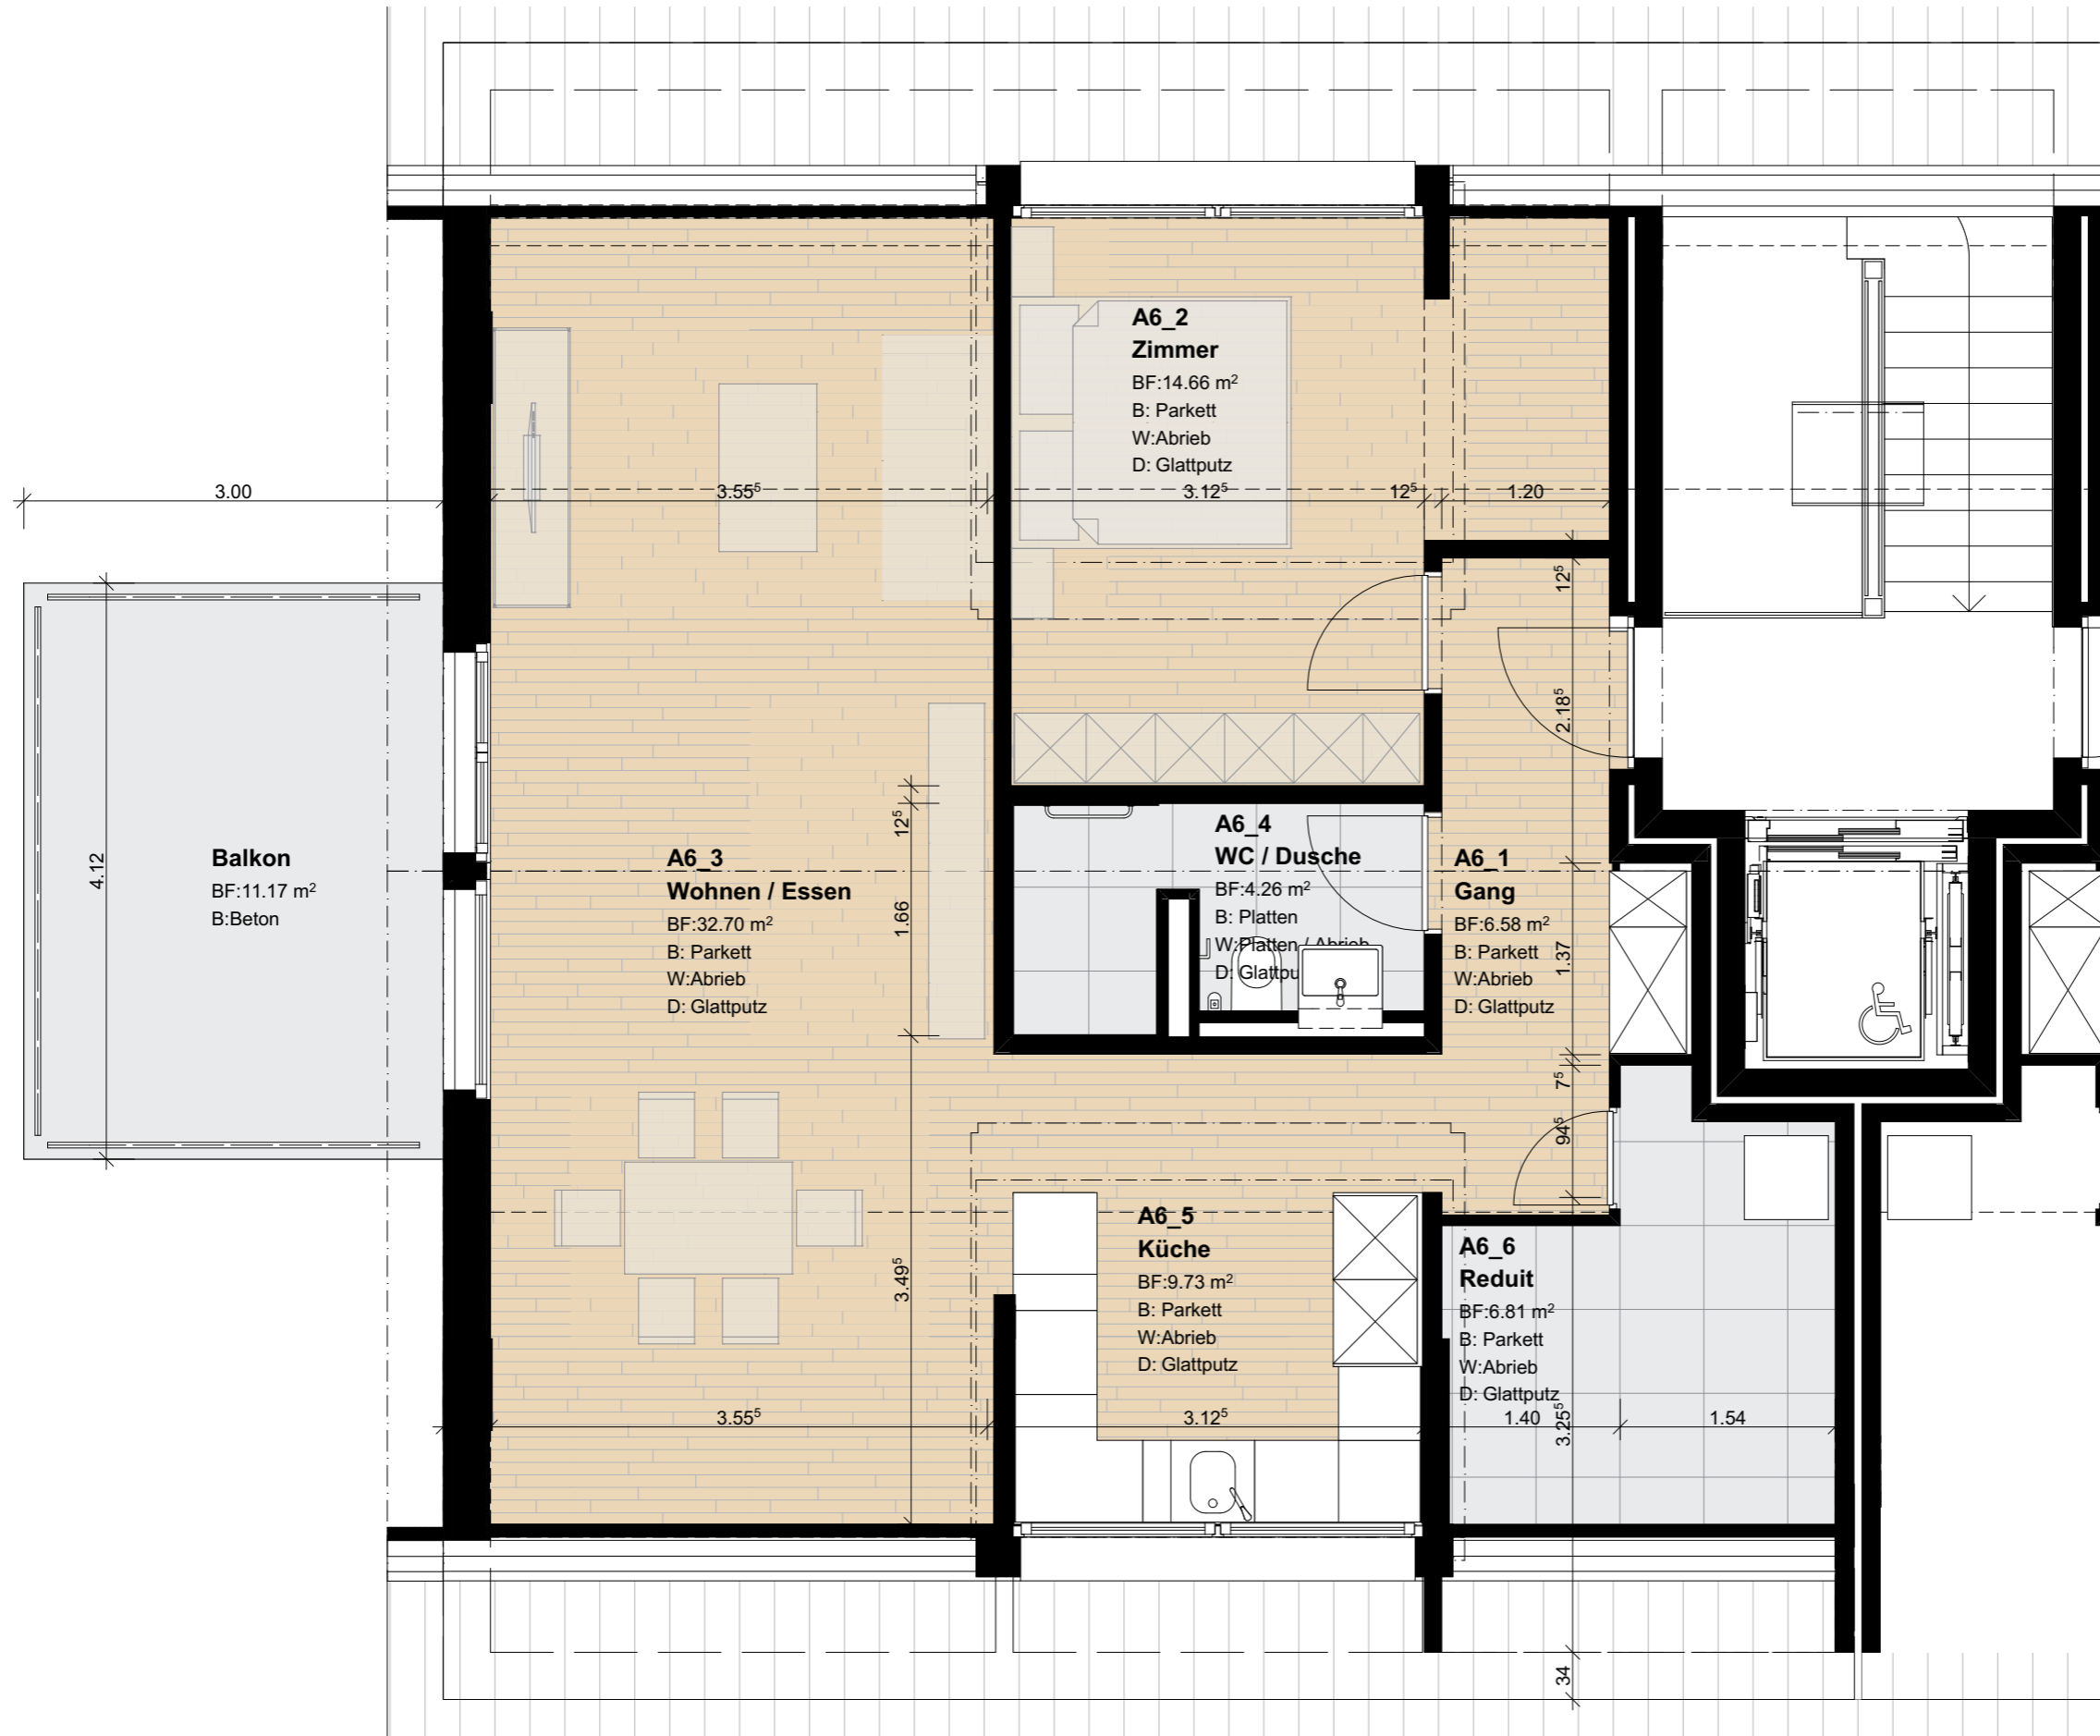 A6_2
Zimmer
BF:14.66 m²
B: Parkett
W:Abrieb
D: Glattputz
3.00
3.55⁵
3.12⁵
12⁵
1.20
12⁵
2.18⁵
Balkon
BF:11.17 m²
B:Beton
4.12
A6_3
Wohnen / Essen
BF:32.70 m²
B: Parkett
W:Abrieb
D: Glattputz
12⁵
1.66
3.49⁵
A6_4
WC / Dusche
BF:4.26 m²
B: Platten
W:Platten / Abrieb
D: Glattpu
A6_1
Gang
BF:6.58 m²
B: Parkett
W:Abrieb
D: Glattputz
1.37
7⁵
94⁵
A6_5
Küche
BF:9.73 m²
B: Parkett
W:Abrieb
D: Glattputz
A6_6
Reduit
BF:6.81 m²
B: Parkett
W:Abrieb
D: Glattputz
3.55⁵
3.12⁵
1.40
3.25⁵
1.54
34